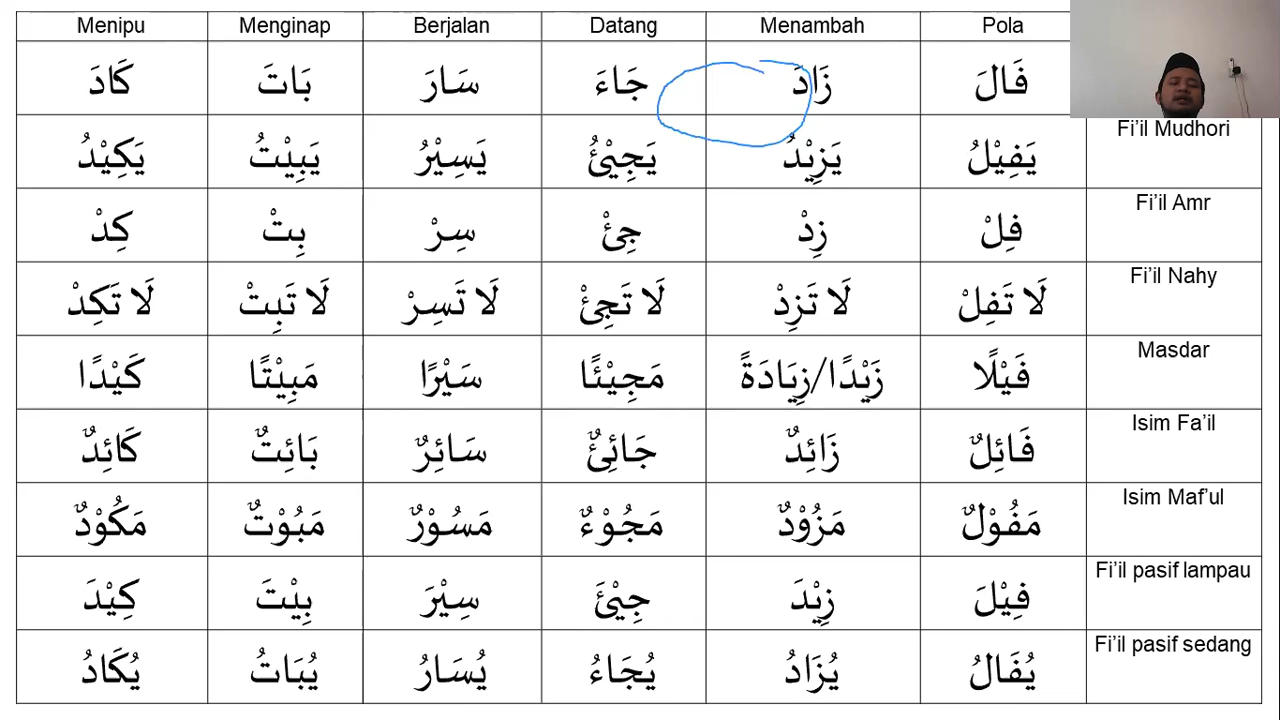 Menipu Menginap Berjalan Datang Menambah Pola
كَادَ بَاتَ سَارَ جَاءَ زَادَ فَالَ
يَكِيْدُ يَبِيْتُ يَسِيْرُ يَجِيْئُ يَزِيْدُ يَفِيْلُ Fi’il Mudhori
كِدْ بِتْ سِرْ جِئْ زِدْ فِلْ Fi’il Amr
لَا تَكِدْ لَا تَبِتْ لَا تَسِرْ لَا تَجِئْ لَا تَزِدْ لَا تَفِلْ Fi’il Nahy
كَيْدًا مَبِيْتًا سَيْرًا مَجِيْئًا زَيْدًا/زِيَادَةً فَيْلًا Masdar
كَائِدٌ بَائِتٌ سَائِرٌ جَائِئٌ زَائِدٌ فَائِلٌ Isim Fa’il
مَكُوْدٌ مَبُوْتٌ مَسُوْرٌ مَجُوْءٌ مَزُوْدٌ مَفُوْلٌ Isim Maf’ul
كِيْدَ بِيْتَ سِيْرَ جِيْئَ زِيْدَ فِيْلَ Fi’il pasif lampau
يُكَادُ يُبَاتُ يُسَارُ يُجَاءُ يُزَادُ يُفَالُ Fi’il pasif sedang